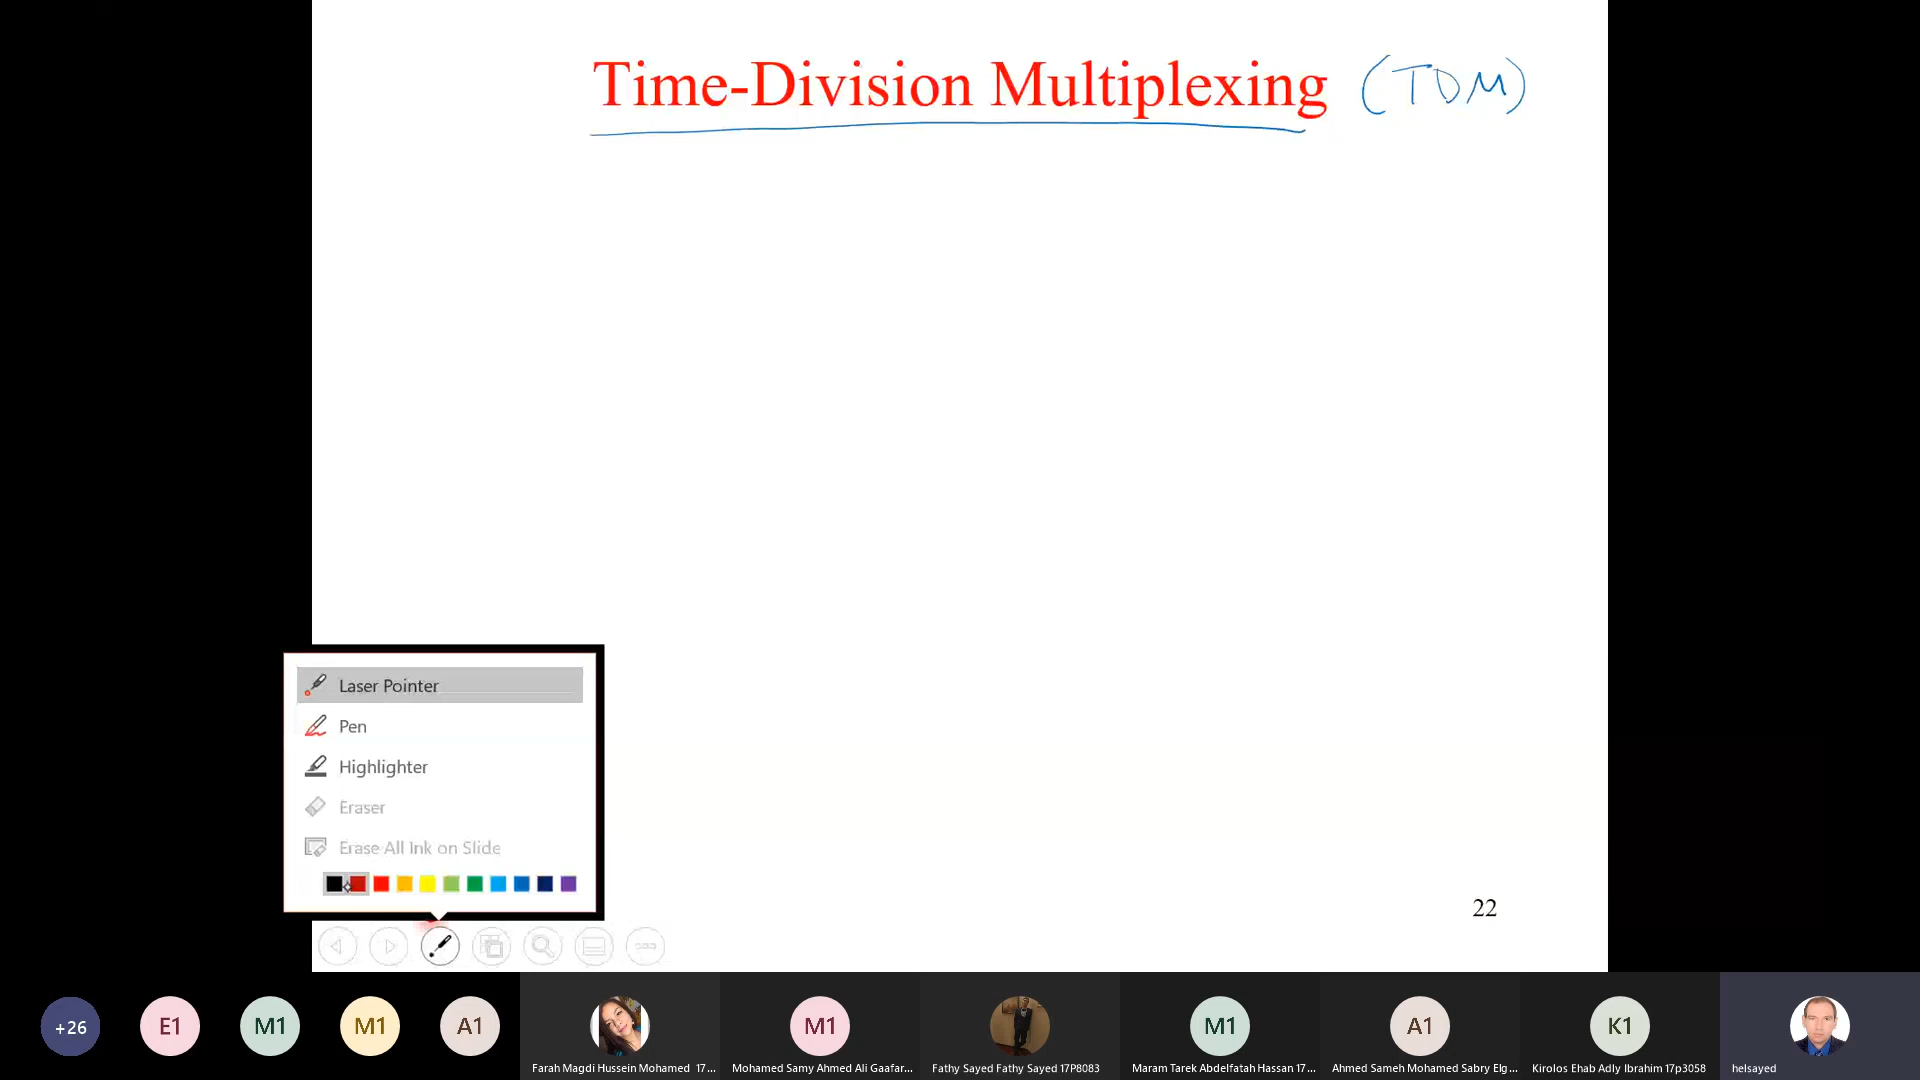 Time-Division Multiplexing (TDM)
Laser Pointer
Pen
Highlighter
Eraser
Erase All Ink on Slide
22
+26
E1
M1
M1
A1
M1
M1
A1
K1
Farah Magdi Hussein Mohamed 17...
Mohamed Samy Ahmed Ali Gaafar...
Fathy Sayed Fathy Sayed 17P8083
Maram Tarek Abdelfatah Hassan 17...
Ahmed Sameh Mohamed Sabry Elg...
Kirolos Ehab Adly Ibrahim 17p3058
helsayed